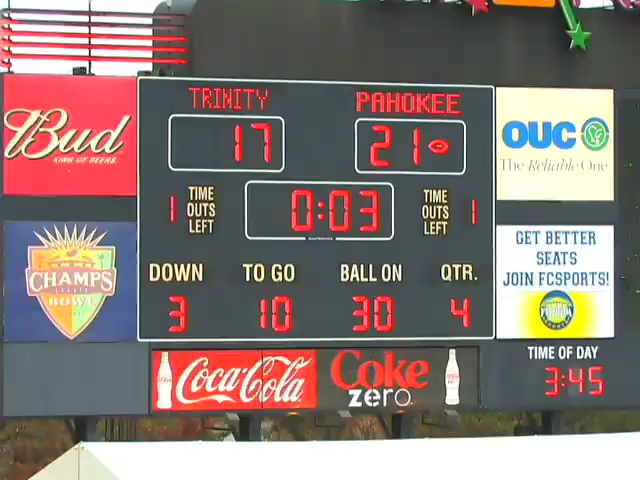 TRINITY PAHOKEE
17 21
Bud
KING OF BEERS.
OUC
The Reliable One
1 TIME OUTS LEFT 0:03 TIME OUTS LEFT 1
CHAMPS
SPORTS
BOWL
GET BETTER
SEATS
JOIN FCSPORTS!
DOWN TO GO BALL ON QTR.
3 10 30 4
TIME OF DAY
3:45
Coca-Cola
Coke
zero